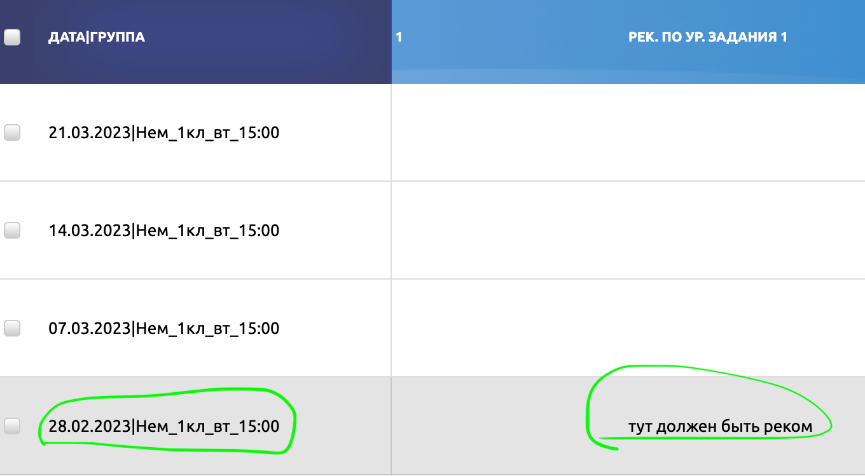 ДАТА|ГРУППА 1 РЕК. ПО УР. ЗАДАНИЯ 1
21.03.2023|Нем_1кл_вт_15:00
14.03.2023|Нем_1кл_вт_15:00
07.03.2023|Нем_1кл_вт_15:00
28.02.2023|Нем_1кл_вт_15:00 тут должен быть реком